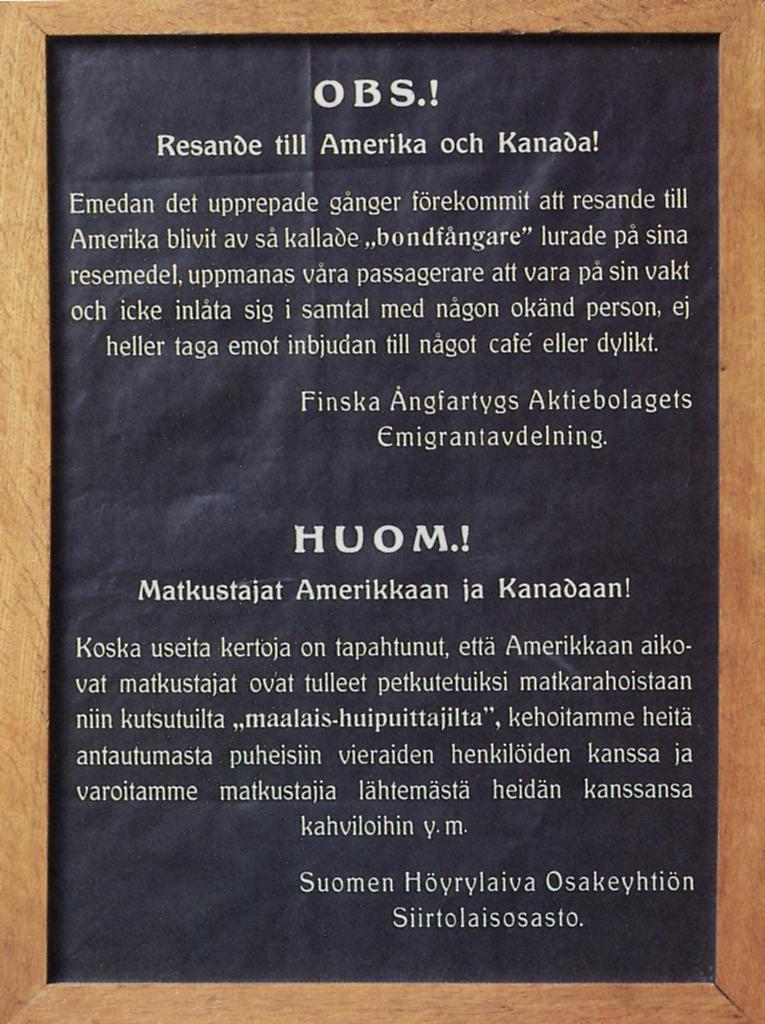 OBS.!
Resande till Amerika och Kanada!
Emedan det upprepade gånger förekommit att resande till
Amerika blivit av så kallade „bondfångare” lurade på sina
resemedel, uppmanas våra passagerare att vara på sin vakt
och icke inlåta sig i samtal med någon okänd person, ej
heller taga emot inbjudan till något café eller dylikt.
Finska Ångfartygs Aktiebolagets
Emigrantavdelning.
HUOM.!
Matkustajat Amerikkaan ja Kanadaan!
Koska useita kertoja on tapahtunut, että Amerikkaan aiko-
vat matkustajat ovat tulleet petkutetuiksi matkarahoistaan
niin kutsutuilta „maalais-huipuittajilta”, kehoitamme heitä
antautumasta puheisiin vieraiden henkilöiden kanssa ja
varoitamme matkustajia lähtemästä heidän kanssansa
kahviloihin y. m.
Suomen Höyrylaiva Osakeyhtiön
Siirtolaisosasto.